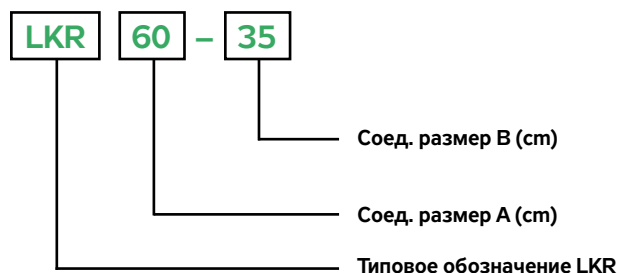 LKR 60 – 35
Соед. размер B (cm)
Соед. размер A (cm)
Типовое обозначение LKR